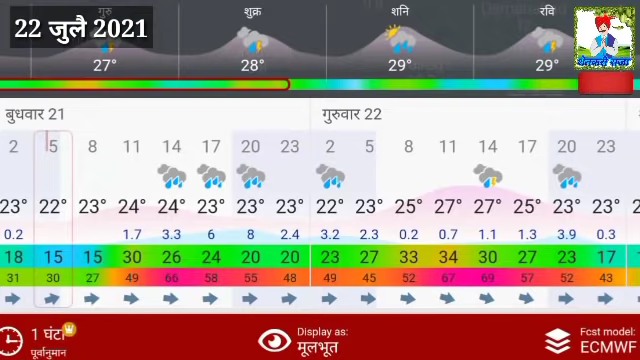 गुरु शुक्र शनि रवि
22 जुलै 2021
27° 28° 29° 29°
शेतकरी राजा
बुधवार 21 गुरुवार 22
2 5 8 11 14 17 20 23 2 5 8 11 14 17 20 23
23° 22° 23° 24° 24° 23° 23° 23° 22° 23° 25° 27° 27° 25° 23° 23° 2
0.2 1.7 3.3 6 8 2.4 3.2 2.3 0.2 0.7 1.1 1.3 3.9 0.3
18 15 15 30 26 24 20 20 23 27 33 34 30 27 23 17
31 30 27 49 66 58 55 48 49 45 52 67 69 57 52 43
1 घंटा Display as: Fcst model:
पूर्वानुमान मूलभूत ECMWF